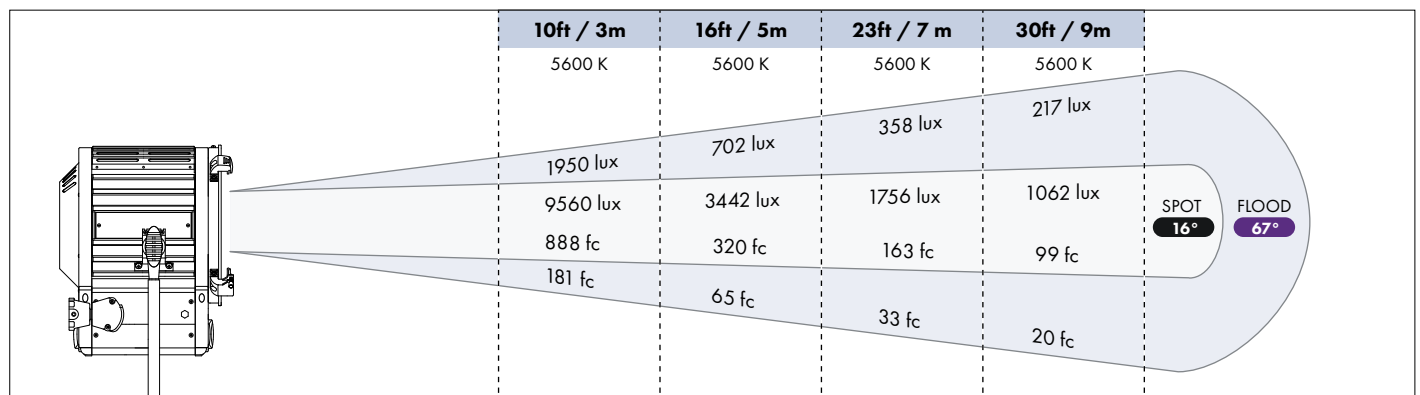 10ft / 3m 16ft / 5m 23ft / 7 m 30ft / 9m
5600 K 5600 K 5600 K 5600 K
1950 lux 702 lux 358 lux 217 lux
9560 lux 3442 lux 1756 lux 1062 lux
SPOT FLOOD
16° 67°
888 fc 320 fc 163 fc 99 fc
181 fc 65 fc 33 fc 20 fc